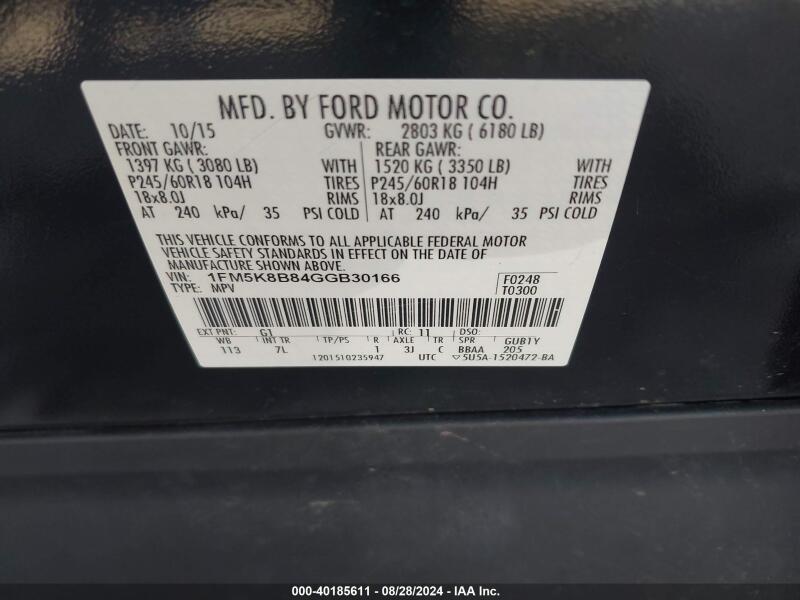 MFD. BY FORD MOTOR CO.
DATE: 10/15 GVWR: 2803 KG ( 6180 LB)
FRONT GAWR: REAR GAWR:
1397 KG ( 3080 LB) WITH 1520 KG ( 3350 LB) WITH
P245/60R18 104H TIRES P245/60R18 104H TIRES
18x8.0J RIMS 18x8.0J RIMS
AT 240 kPa/ 35 PSI COLD AT 240 kPa/ 35 PSI COLD
THIS VEHICLE CONFORMS TO ALL APPLICABLE FEDERAL MOTOR
VEHICLE SAFETY STANDARDS IN EFFECT ON THE DATE OF
MANUFACTURE SHOWN ABOVE.
VIN: 1FM5K8B84GGB30166 F0248
TYPE: MPV T0300
EXT PNT: G1 RC: 11 DSO:
WB INT TR TP/PS R AXLE TR SPR GUB1Y
113 7L 1 3J C BBAA 205
1201510235947 UTC ▽5U5A-1520472-BA
000-40185611 / 08/28/2024 / IAA Inc.